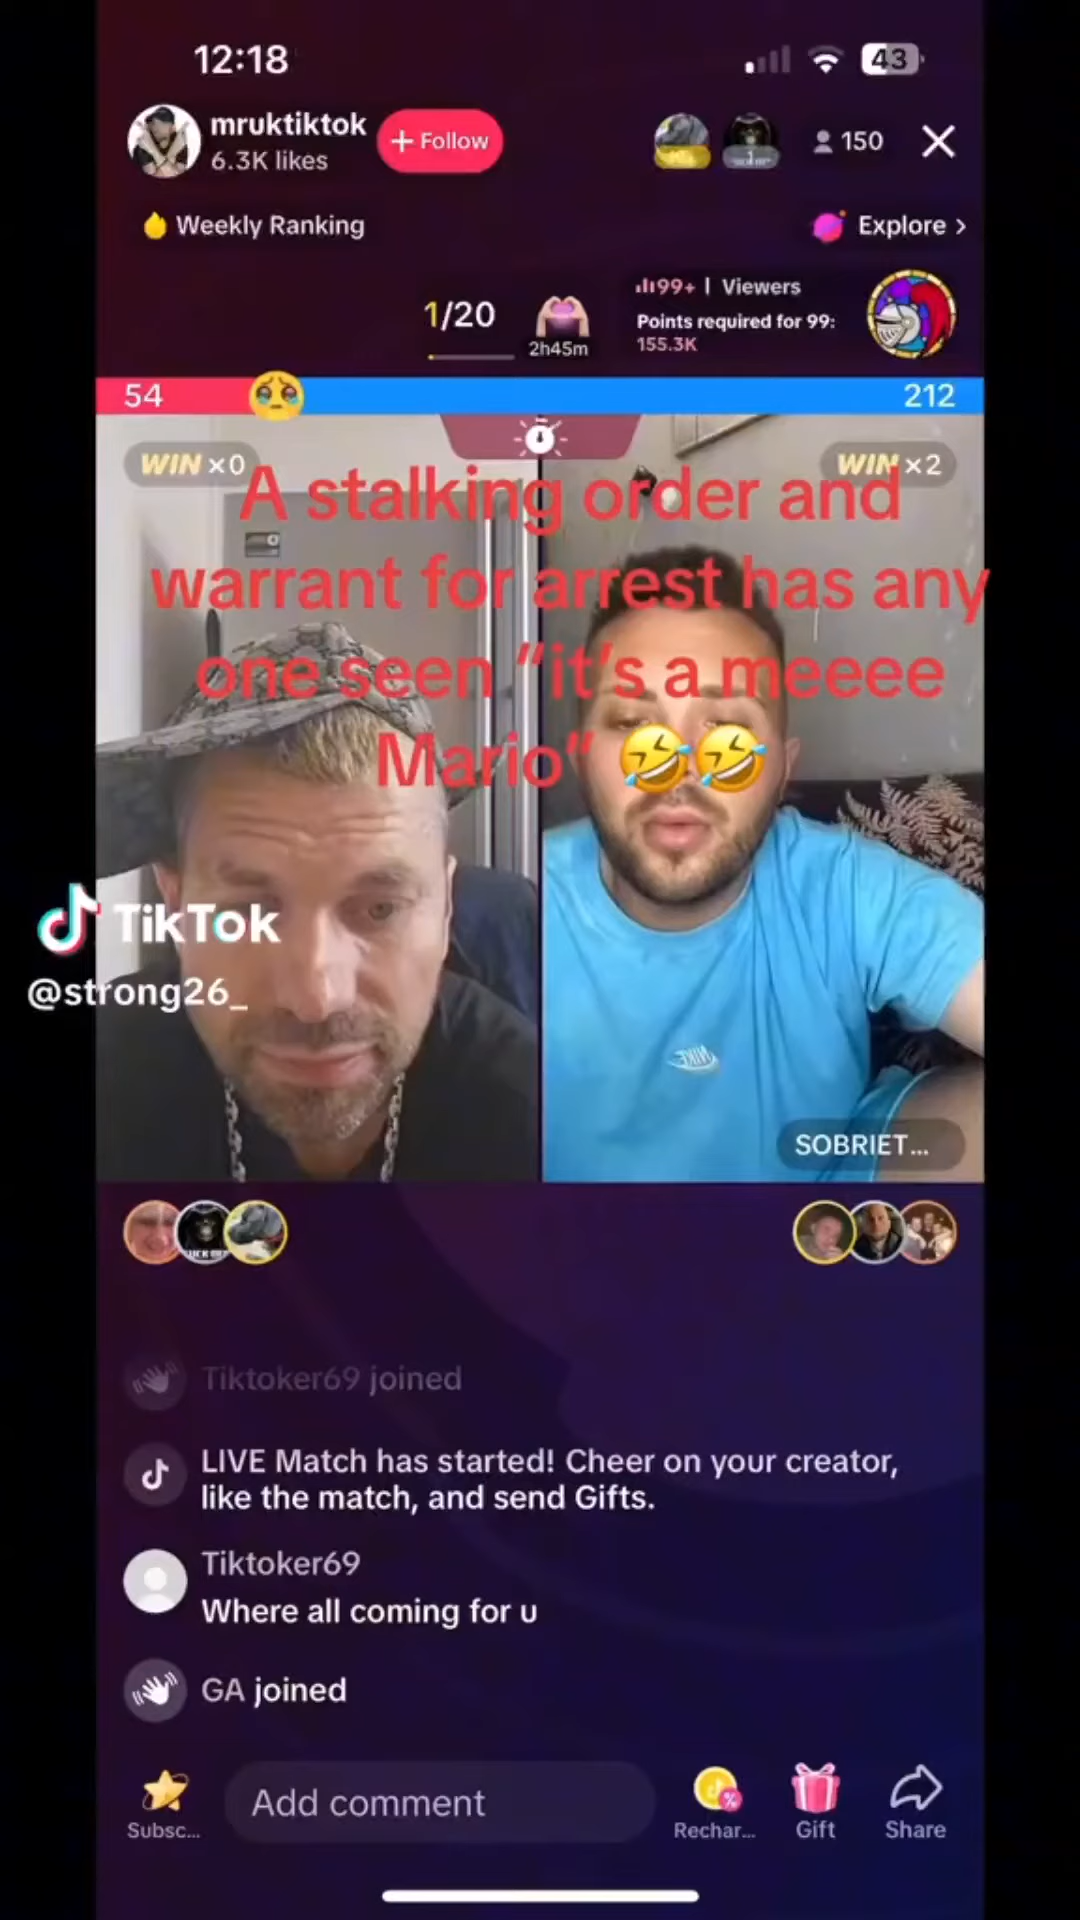 12:18
43
mruktiktok
6.3K likes
+ Follow
150
Weekly Ranking
Explore >
1/20
2h45m
99+ | Viewers
Points required for 99:
155.3K
54
212
WIN x0
WIN x2
A stalking order and
warrant for arrest has any
one seen "it's a meeee
Mario" 🤣🤣
TikTok
@strong26_
NIKE
SOBRIET...
Tiktoker69 joined
LIVE Match has started! Cheer on your creator,
like the match, and send Gifts.
Tiktoker69
Where all coming for u
GA joined
Add comment
Subsc...
Rechar...
Gift
Share